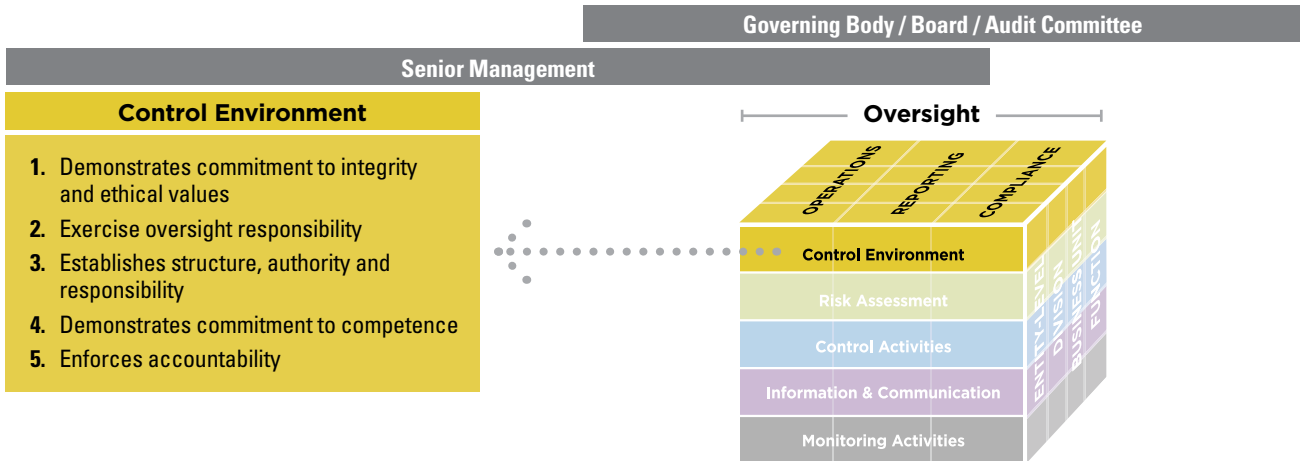 Governing Body / Board / Audit Committee
Senior Management
Control Environment
1. Demonstrates commitment to integrity
and ethical values
2. Exercise oversight responsibility
3. Establishes structure, authority and
responsibility
4. Demonstrates commitment to competence
5. Enforces accountability
Oversight
OPERATIONS
REPORTING
COMPLIANCE
Control Environment
Risk Assessment
Control Activities
Information & Communication
Monitoring Activities
ENTITY-LEVEL
DIVISION
BUSINESS UNIT
FUNCTION